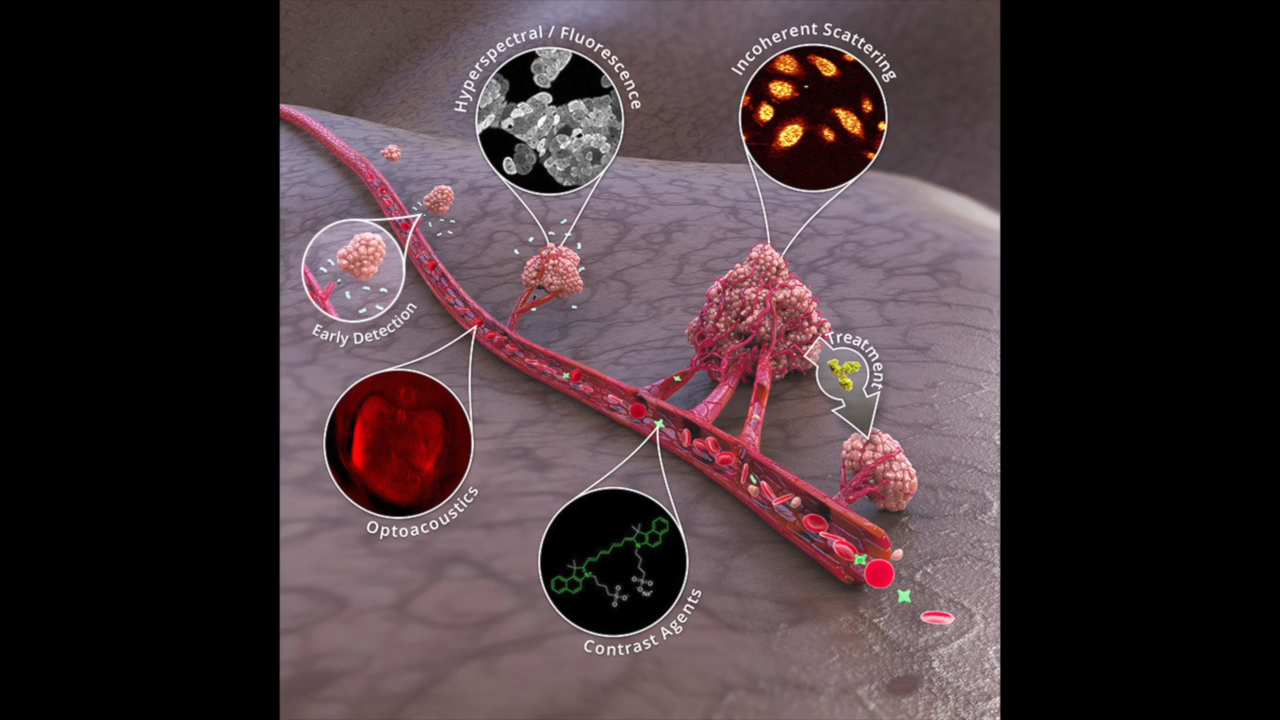 Hyperspectral / Fluorescence
Incoherent Scattering
Early Detection
Treatment
Optoacoustics
Contrast Agents